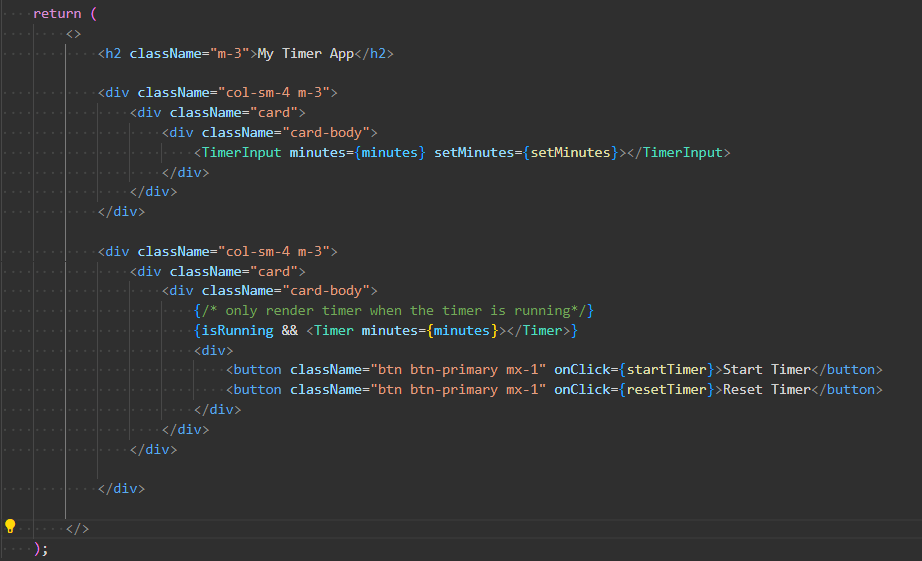 return (
<>
<h2 className="m-3">My Timer App</h2>
<div className="col-sm-4 m-3">
<div className="card">
<div className="card-body">
<TimerInput minutes={minutes} setMinutes={setMinutes}></TimerInput>
</div>
</div>
</div>
<div className="col-sm-4 m-3">
<div className="card">
<div className="card-body">
{/* only render timer when the timer is running*/}
{isRunning && <Timer minutes={minutes}></Timer>}
<div>
<button className="btn btn-primary mx-1" onClick={startTimer}>Start Timer</button>
<button className="btn btn-primary mx-1" onClick={resetTimer}>Reset Timer</button>
</div>
</div>
</div>
</div>
</>
);